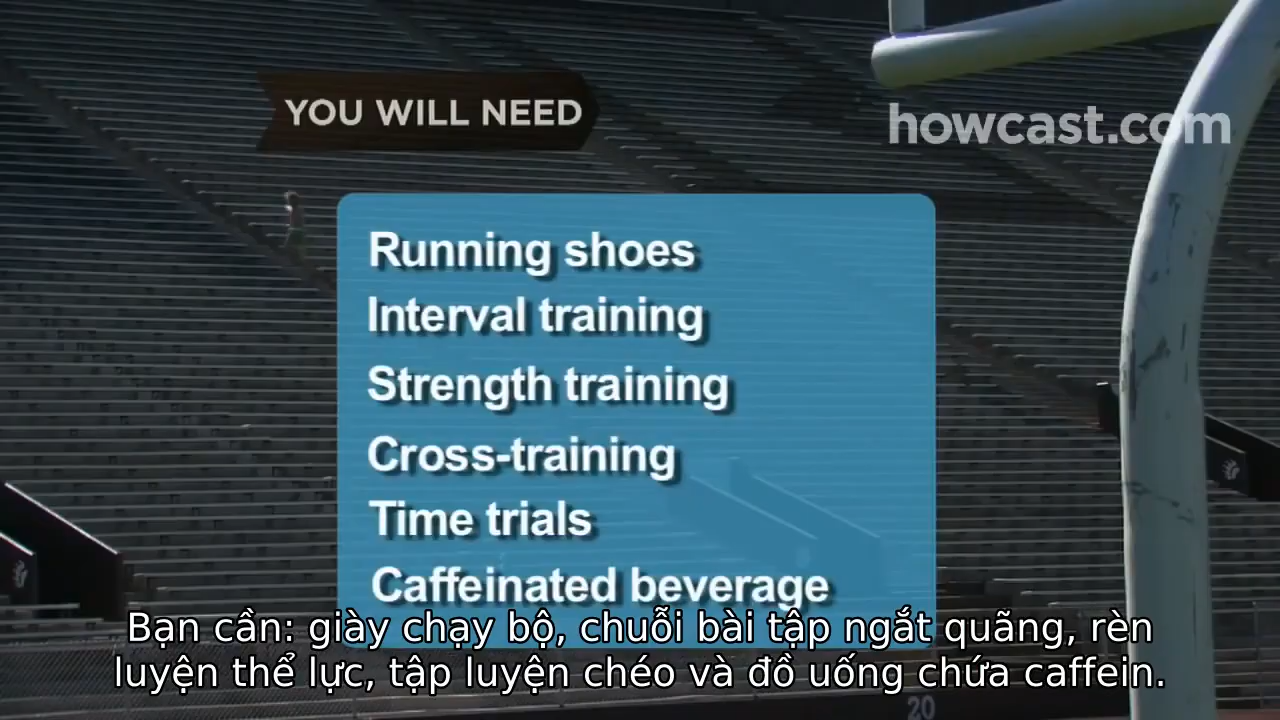 YOU WILL NEED
howcast.com
Running shoes
Interval training
Strength training
Cross-training
Time trials
Caffeinated beverage
Bạn cần: giày chạy bộ, chuỗi bài tập ngắt quãng, rèn
luyện thể lực, tập luyện chéo và đồ uống chứa caffein.
20